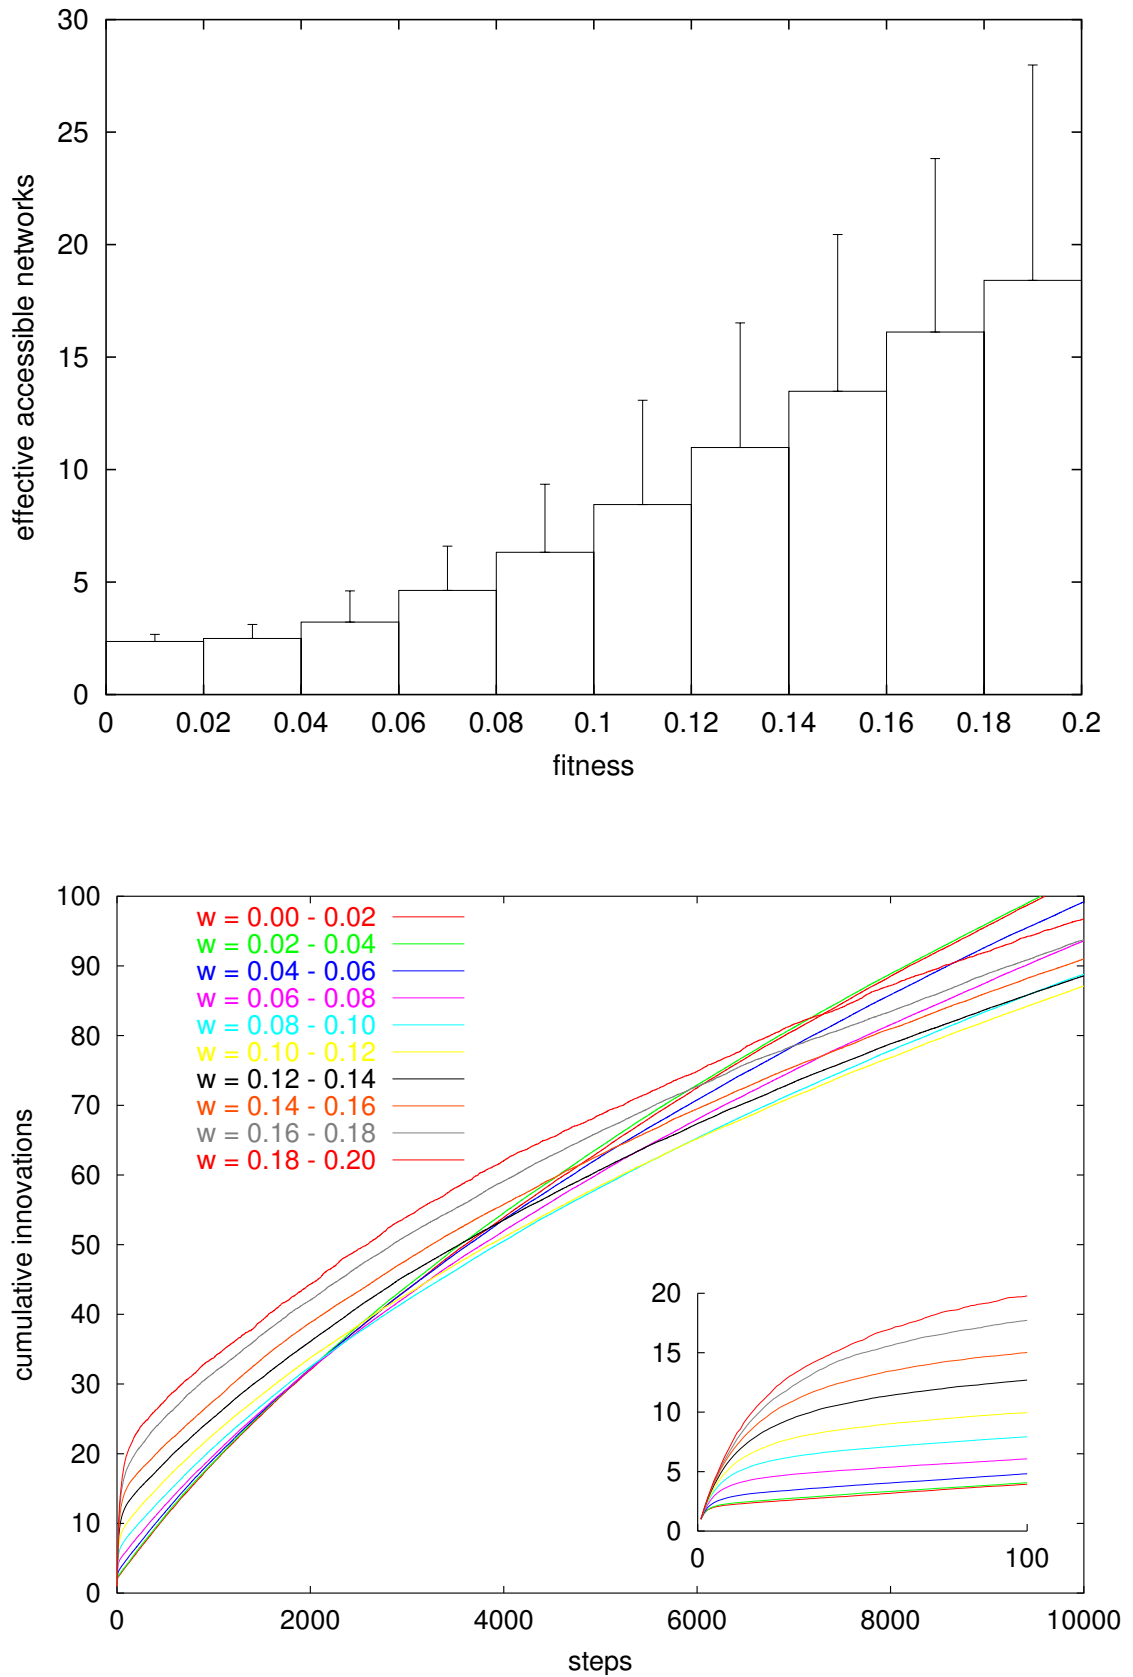 30
25
20
15
10
5
0
effective accessible networks
0 0.02 0.04 0.06 0.08 0.1 0.12 0.14 0.16 0.18 0.2
fitness
100
90
80
70
60
50
40
30
20
10
0
cumulative innovations
w = 0.00 - 0.02
w = 0.02 - 0.04
w = 0.04 - 0.06
w = 0.06 - 0.08
w = 0.08 - 0.10
w = 0.10 - 0.12
w = 0.12 - 0.14
w = 0.14 - 0.16
w = 0.16 - 0.18
w = 0.18 - 0.20
20
15
10
5
0
0 100
0 2000 4000 6000 8000 10000
steps